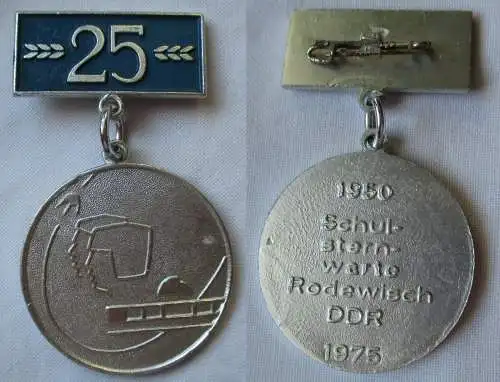 25
1950
Schul-
stern-
warte
Rodewisch
DDR
1975